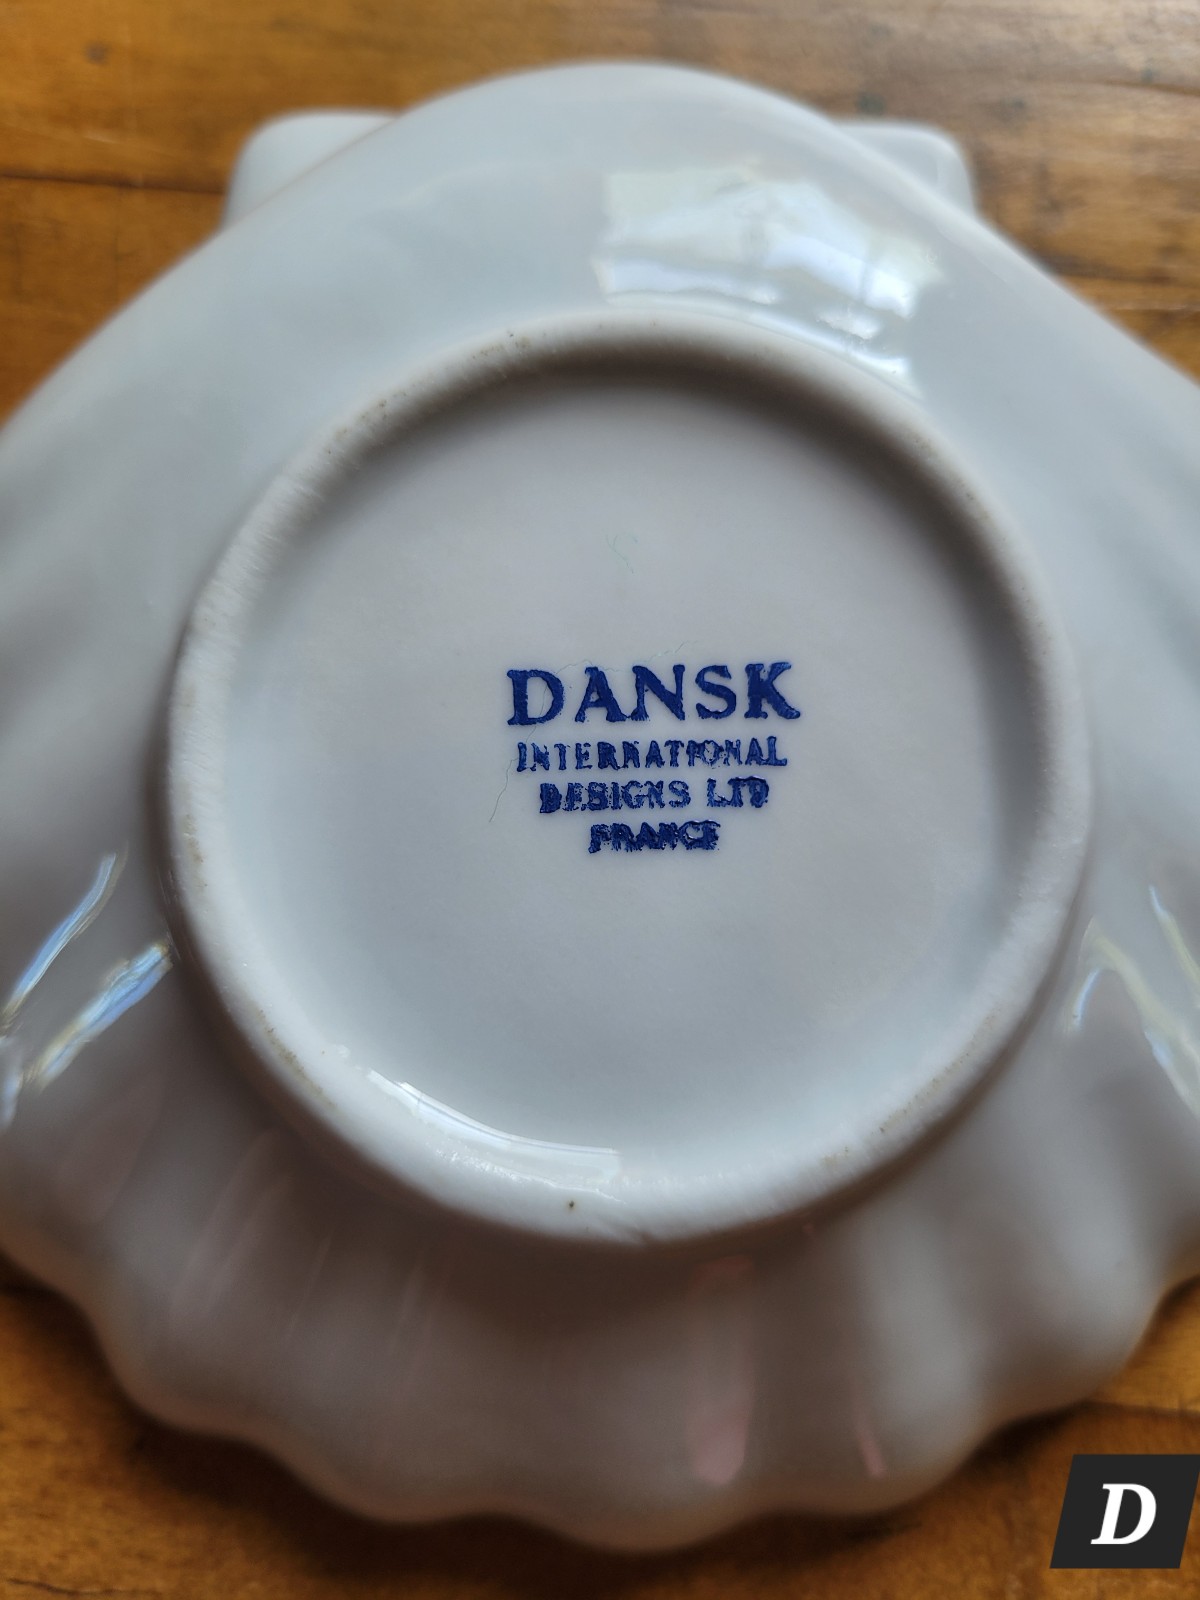 DANSK
INTERNATIONAL
DESIGNS LTD
FRANCE
D